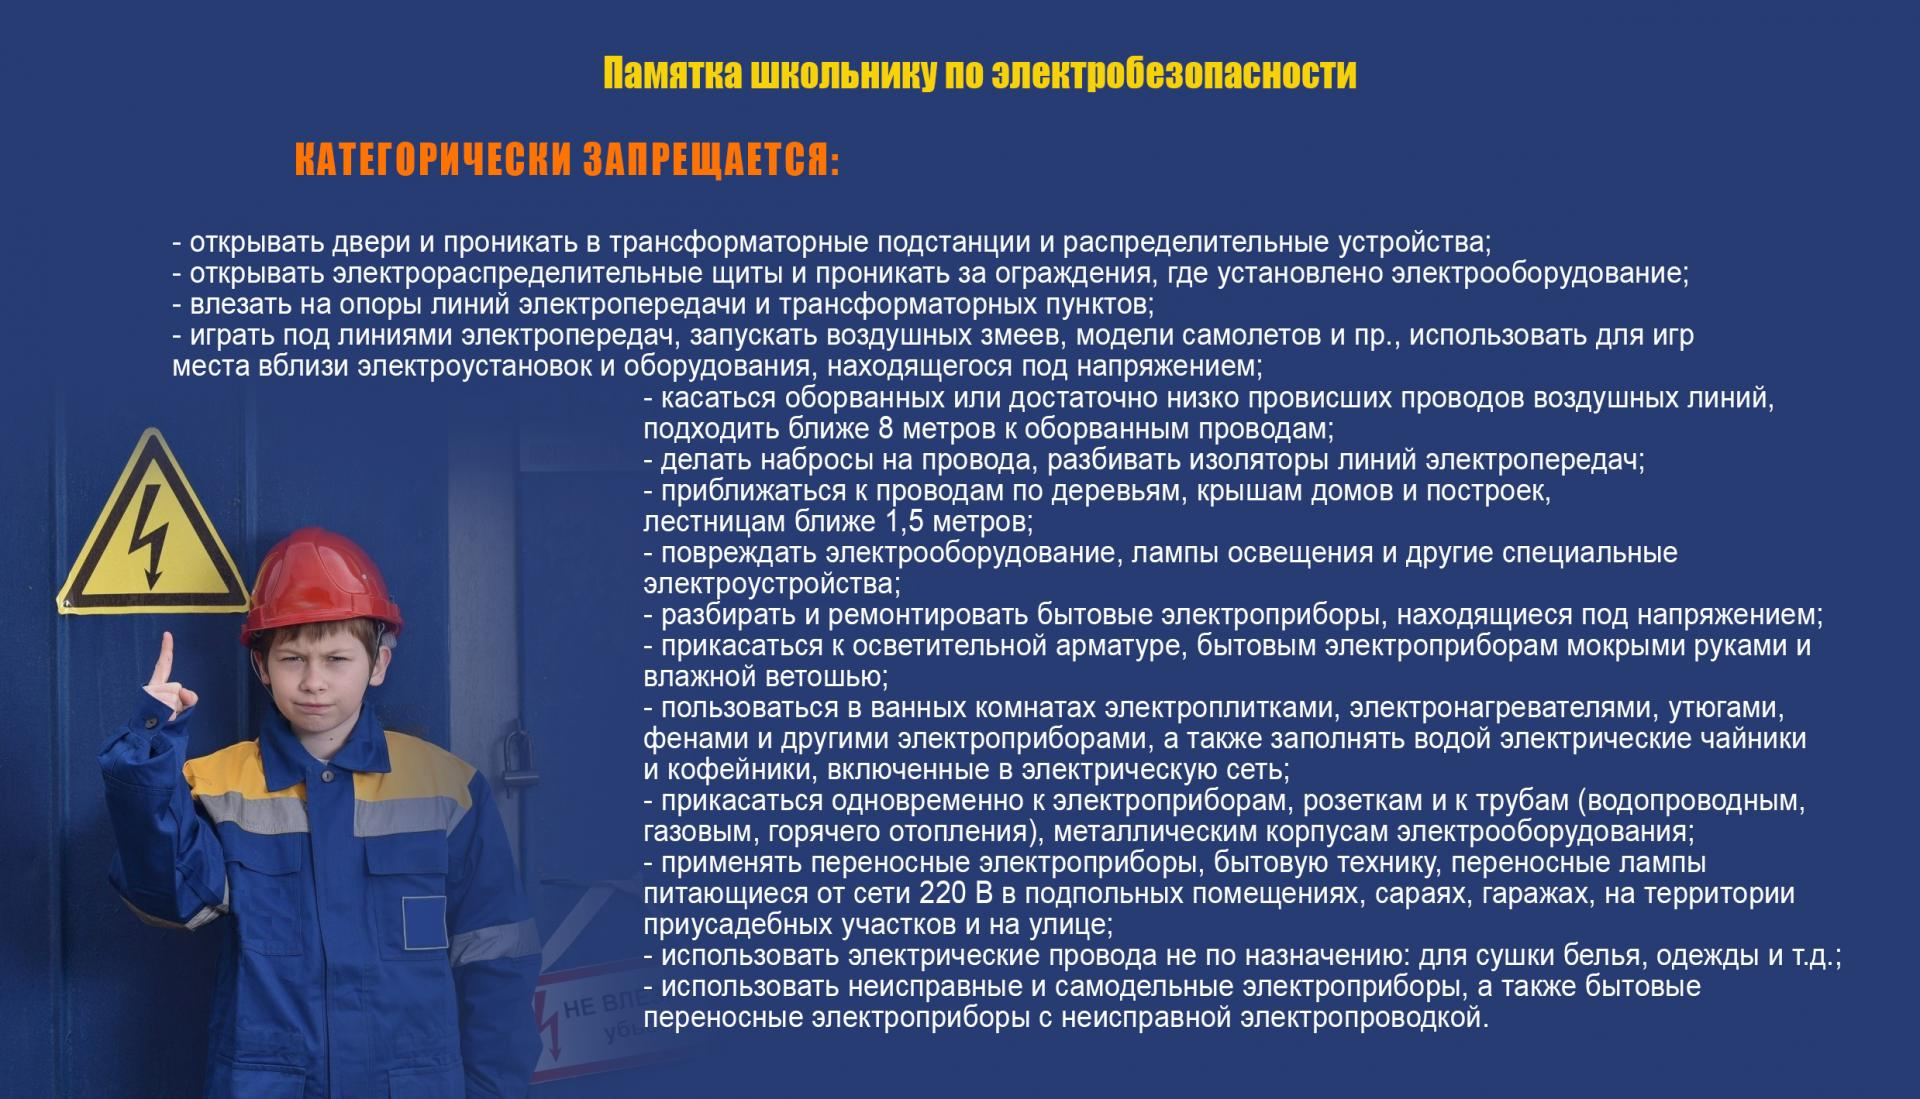 Памятка школьнику по электробезопасности
КАТЕГОРИЧЕСКИ ЗАПРЕЩАЕТСЯ:
- открывать двери и проникать в трансформаторные подстанции и распределительные устройства;
- открывать электрораспределительные щиты и проникать за ограждения, где установлено электрооборудование;
- влезать на опоры линий электропередачи и трансформаторных пунктов;
- играть под линиями электропередач, запускать воздушных змеев, модели самолетов и пр., использовать для игр
места вблизи электроустановок и оборудования, находящегося под напряжением;
- касаться оборванных или достаточно низко провисших проводов воздушных линий,
подходить ближе 8 метров к оборванным проводам;
- делать набросы на провода, разбивать изоляторы линий электропередач;
- приближаться к проводам по деревьям, крышам домов и построек,
лестницам ближе 1,5 метров;
- повреждать электрооборудование, лампы освещения и другие специальные
электроустройства;
- разбирать и ремонтировать бытовые электроприборы, находящиеся под напряжением;
- прикасаться к осветительной арматуре, бытовым электроприборам мокрыми руками и
влажной ветошью;
- пользоваться в ванных комнатах электроплитками, электронагревателями, утюгами,
фенами и другими электроприборами, а также заполнять водой электрические чайники
и кофейники, включенные в электрическую сеть;
- прикасаться одновременно к электроприборам, розеткам и к трубам (водопроводным,
газовым, горячего отопления), металлическим корпусам электрооборудования;
- применять переносные электроприборы, бытовую технику, переносные лампы
питающиеся от сети 220 В в подпольных помещениях, сараях, гаражах, на территории
приусадебных участков и на улице;
- использовать электрические провода не по назначению: для сушки белья, одежды и т.д.;
- использовать неисправные и самодельные электроприборы, а также бытовые
переносные электроприборы с неисправной электропроводкой.
НЕ